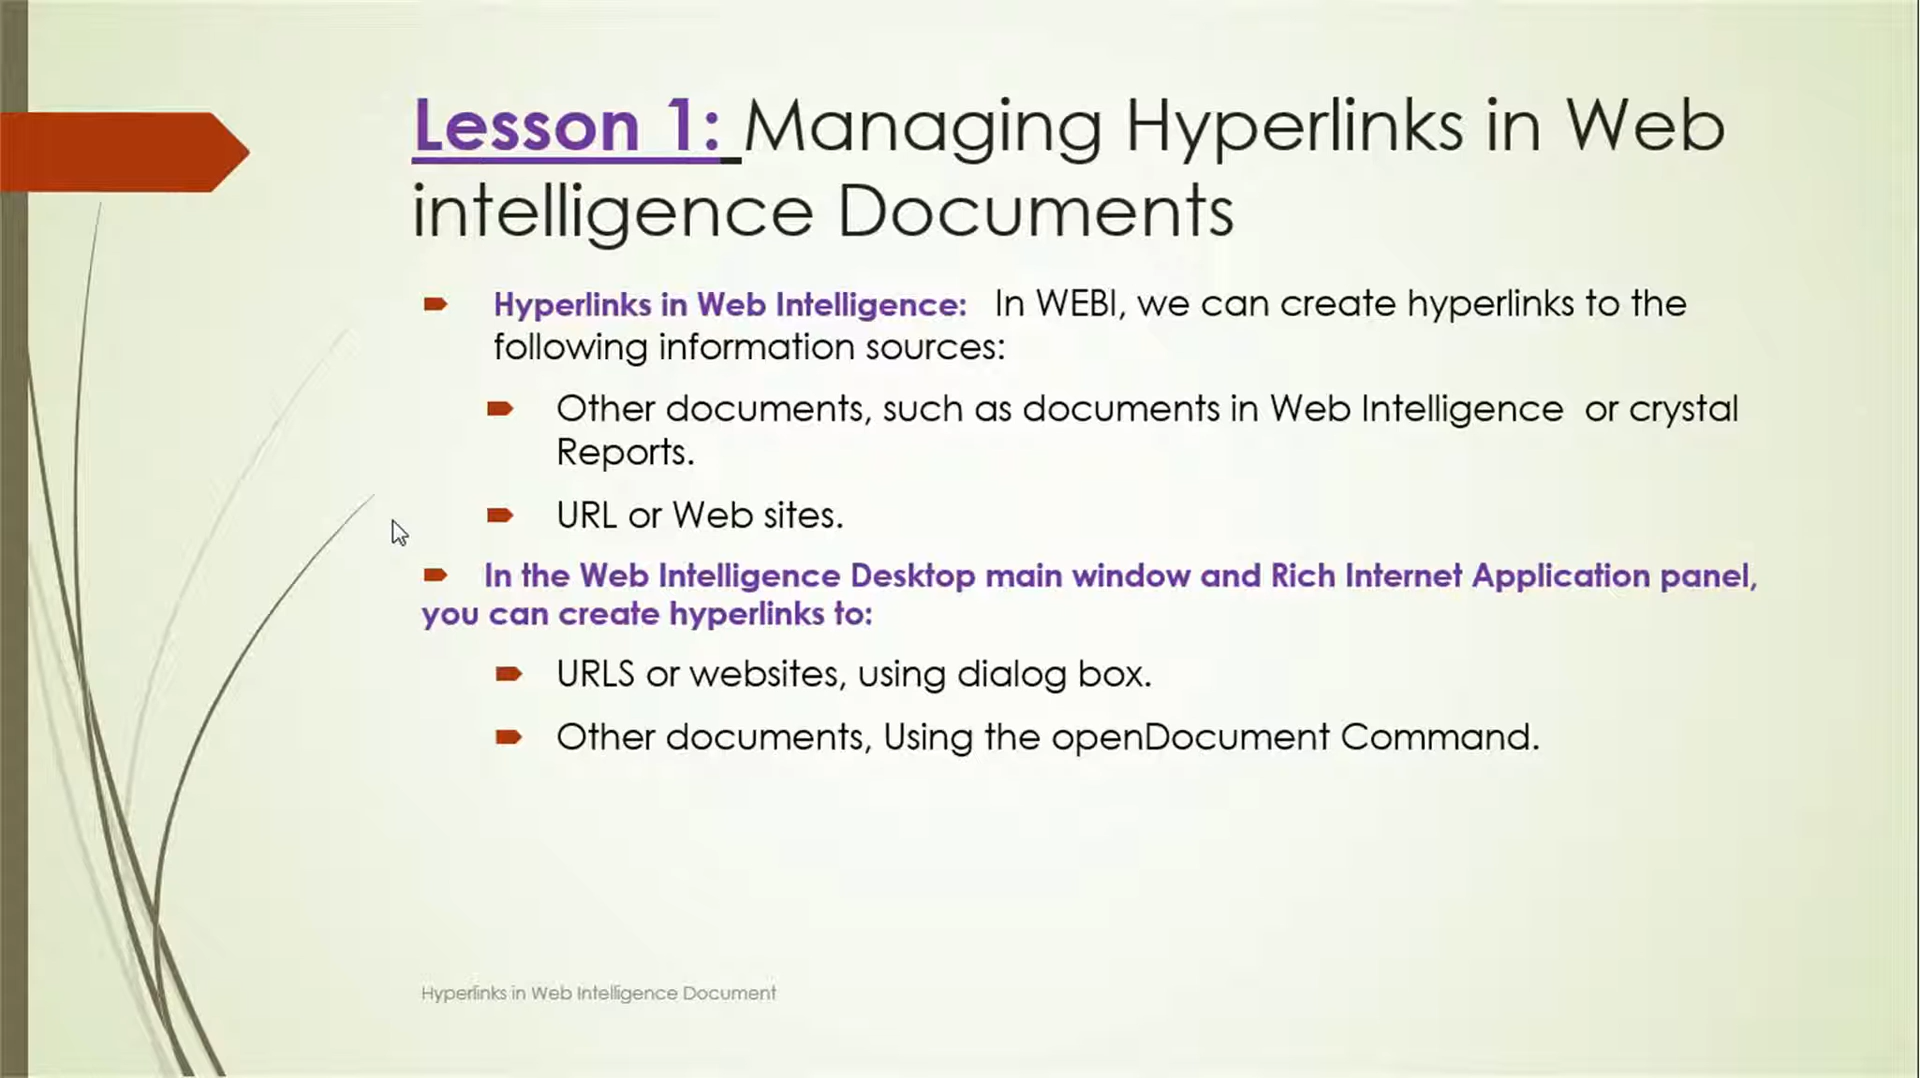 Lesson 1: Managing Hyperlinks in Web
intelligence Documents
Hyperlinks in Web Intelligence: In WEBI, we can create hyperlinks to the
following information sources:
Other documents, such as documents in Web Intelligence or crystal
Reports.
URL or Web sites.
In the Web Intelligence Desktop main window and Rich Internet Application panel,
you can create hyperlinks to:
URLS or websites, using dialog box.
Other documents, Using the openDocument Command.
Hyperlinks in Web Intelligence Document